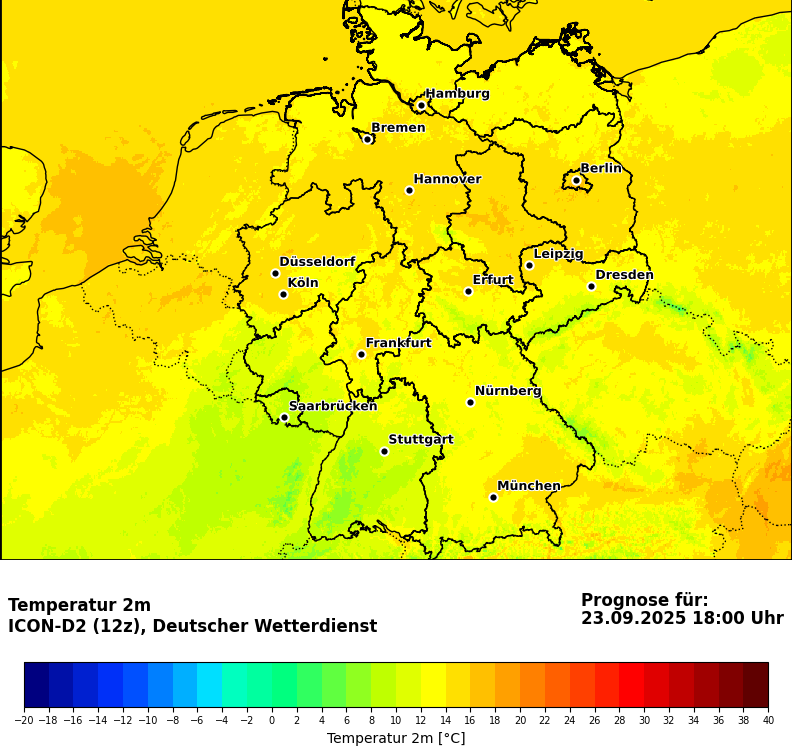 Hamburg
Bremen
Berlin
Hannover
Leipzig
Düsseldorf
Dresden
Köln
Erfurt
Frankfurt
Nürnberg
Saarbrücken
Stuttgart
München
Temperatur 2m
ICON-D2 (12z), Deutscher Wetterdienst
Prognose für:
23.09.2025 18:00 Uhr
−20 −18 −16 −14 −12 −10 −8 −6 −4 −2 0 2 4 6 8 10 12 14 16 18 20 22 24 26 28 30 32 34 36 38 40
Temperatur 2m [°C]